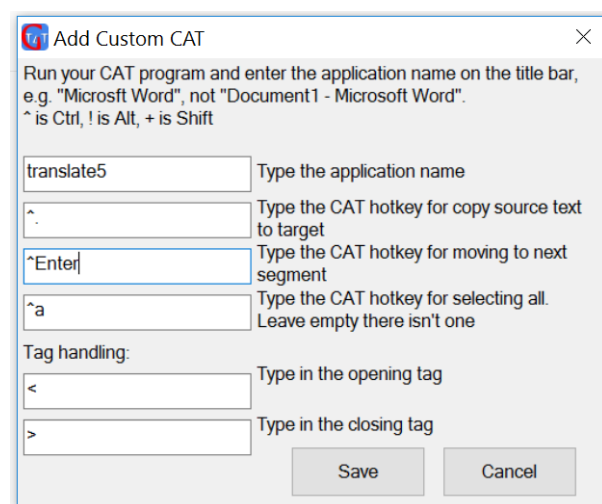 Add Custom CAT
Run your CAT program and enter the application name on the title bar,
e.g. "Microsft Word", not "Document1 - Microsoft Word".
^ is Ctrl, ! is Alt, + is Shift
translate5
Type the application name
^.
Type the CAT hotkey for copy source text
to target
^Enter
Type the CAT hotkey for moving to next
segment
^a
Type the CAT hotkey for selecting all.
Leave empty there isn't one
Tag handling:
<
Type in the opening tag
>
Type in the closing tag
Save
Cancel